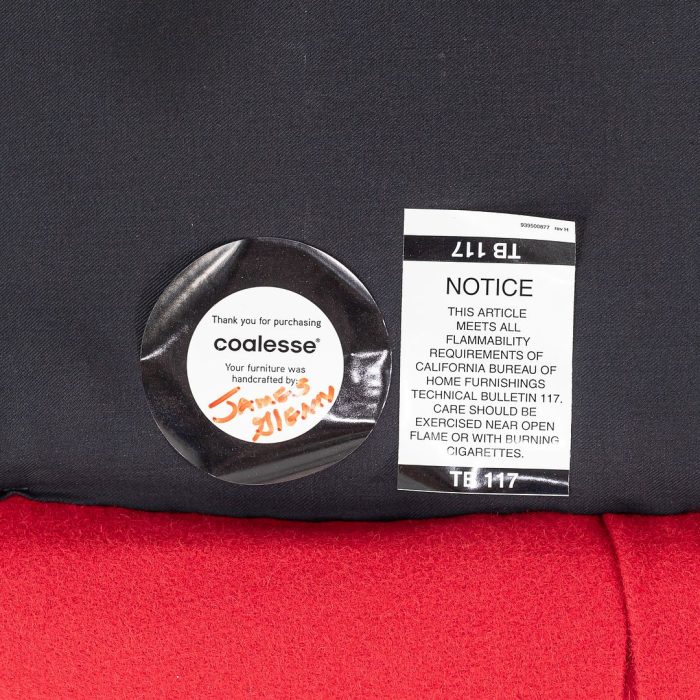 Thank you for purchasing
coalesse®
Your furniture was
handcrafted by:
James
Glenn
939500877 rev H
TB 117
NOTICE
THIS ARTICLE
MEETS ALL
FLAMMABILITY
REQUIREMENTS OF
CALIFORNIA BUREAU OF
HOME FURNISHINGS
TECHNICAL BULLETIN 117.
CARE SHOULD BE
EXERCISED NEAR OPEN
FLAME OR WITH BURNING
CIGARETTES.
TB 117